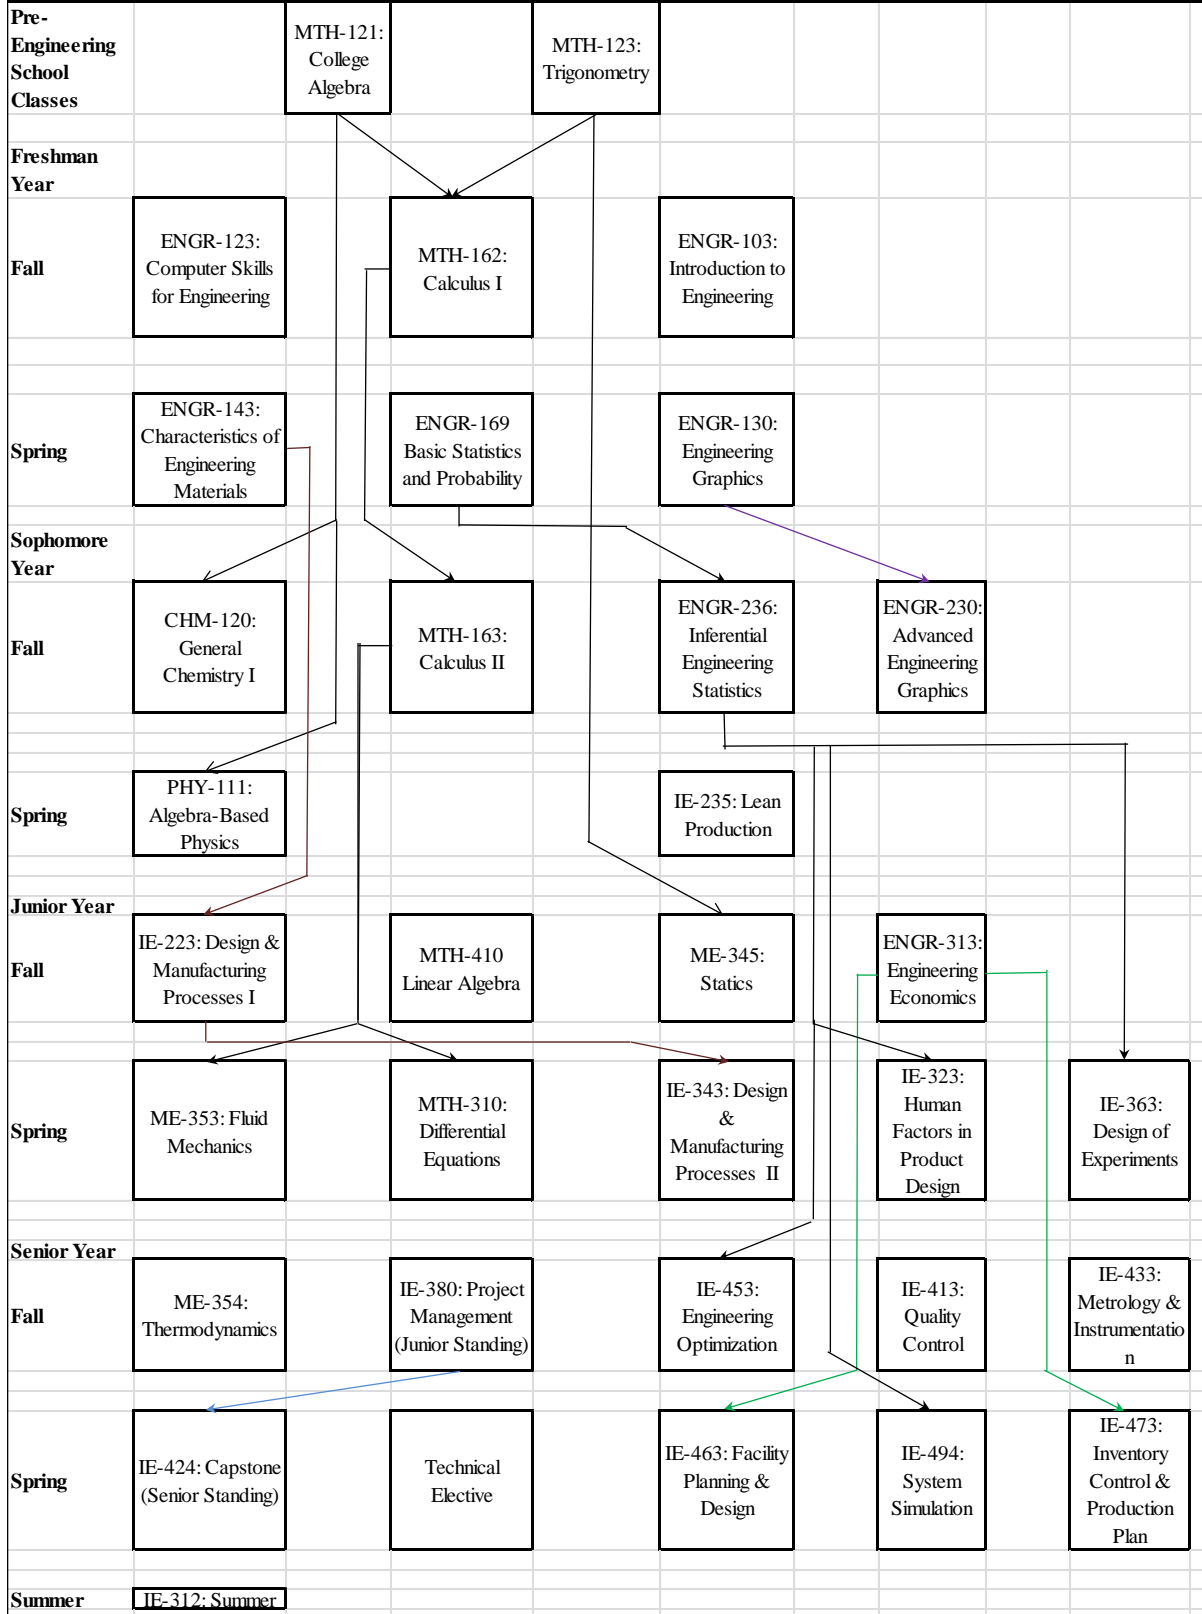 Pre-
Engineering
School
Classes
MTH-121:
College
Algebra
MTH-123:
Trigonometry
Freshman
Year
Fall
ENGR-123:
Computer Skills
for Engineering
MTH-162:
Calculus I
ENGR-103:
Introduction to
Engineering
Spring
ENGR-143:
Characteristics of
Engineering
Materials
ENGR-169
Basic Statistics
and Probability
ENGR-130:
Engineering
Graphics
Sophomore
Year
Fall
CHM-120:
General
Chemistry I
MTH-163:
Calculus II
ENGR-236:
Inferential
Engineering
Statistics
ENGR-230:
Advanced
Engineering
Graphics
Spring
PHY-111:
Algebra-Based
Physics
IE-235: Lean
Production
Junior Year
Fall
IE-223: Design &
Manufacturing
Processes I
MTH-410
Linear Algebra
ME-345:
Statics
ENGR-313:
Engineering
Economics
Spring
ME-353: Fluid
Mechanics
MTH-310:
Differential
Equations
IE-343: Design
&
Manufacturing
Processes II
IE-323:
Human
Factors in
Product
Design
IE-363:
Design of
Experiments
Senior Year
Fall
ME-354:
Thermodynamics
IE-380: Project
Management
(Junior Standing)
IE-453:
Engineering
Optimization
IE-413:
Quality
Control
IE-433:
Metrology &
Instrumentatio
n
Spring
IE-424: Capstone
(Senior Standing)
Technical
Elective
IE-463: Facility
Planning &
Design
IE-494:
System
Simulation
IE-473:
Inventory
Control &
Production
Plan
Summer
IE-312: Summer